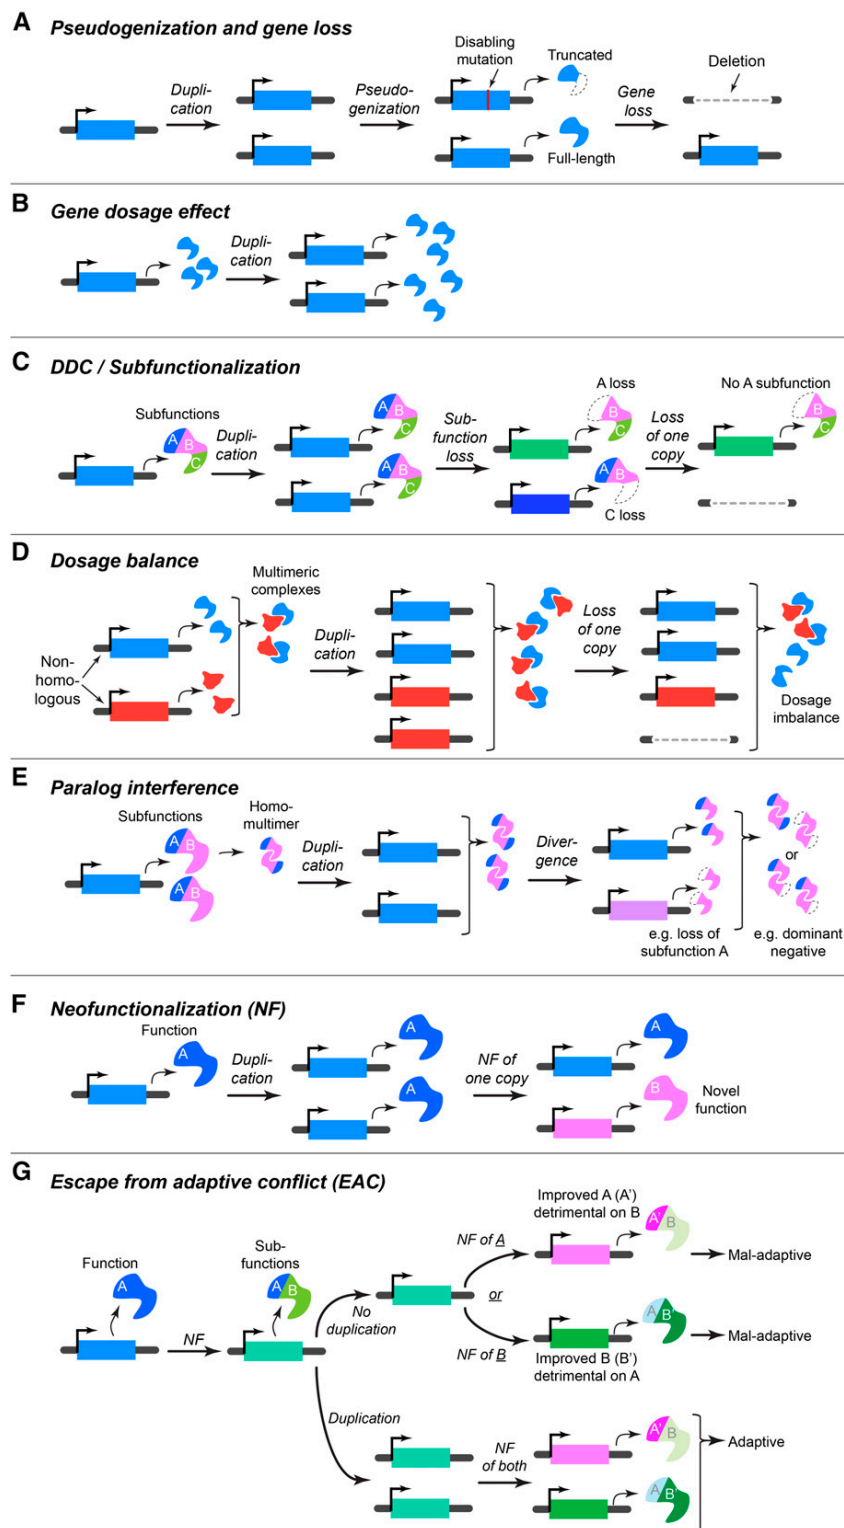 A Pseudogenization and gene loss
Dupli-
cation
Pseudo-
genization
Disabling
mutation
Truncated
Full-length
Gene
loss
Deletion
B Gene dosage effect
Dupli-
cation
C DDC / Subfunctionalization
Subfunctions
A
B
C
Dupli-
cation
A
B
C
A
B
C
Sub-
function
loss
A loss
B
C
A
B
C loss
Loss
of one
copy
No A subfunction
B
C
D Dosage balance
Non-
homo-
logous
Multimeric
complexes
Dupli-
cation
Loss
of one
copy
Dosage
imbalance
E Paralog interference
Subfunctions
A
B
A
B
Homo-
multimer
Dupli-
cation
Diver-
gence
e.g. loss of
subfunction A
or
e.g. dominant
negative
F Neofunctionalization (NF)
Function
A
Dupli-
cation
A
A
NF of
one copy
A
B
Novel
function
G Escape from adaptive conflict (EAC)
Function
A
NF
Sub-
functions
A
B
No
duplication
NF of A
or
NF of B
Improved A (A')
detrimental on B
A'
B
Mal-adaptive
Improved B (B')
detrimental on A
A
B'
Mal-adaptive
Duplication
NF
of both
A'
B
A
B'
Adaptive